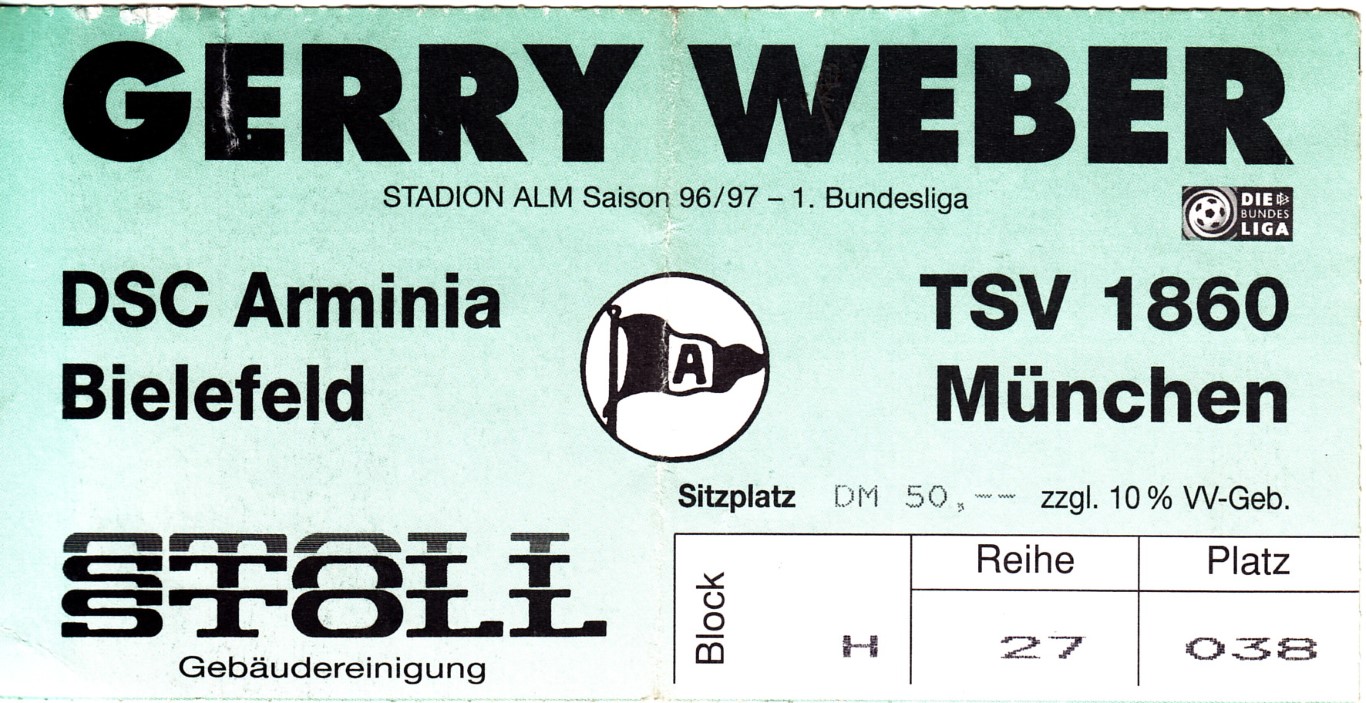 GERRY WEBER
STADION ALM Saison 96/97 – 1. Bundesliga
DIE
BUNDES
LIGA
DSC Arminia
Bielefeld
A
TSV 1860
München
Sitzplatz DM 50,-- zzgl. 10 % VV-Geb.
STOLL
Gebäudereinigung
Block H
Reihe 27
Platz 038